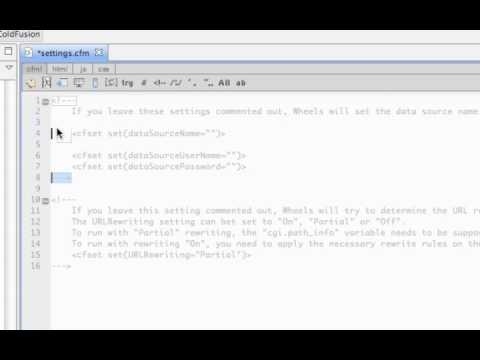 ColdFusion
*settings.cfm
cfml html js css
trg # <!-- /*/ "," '.' ABB ab
1 <!---
2 If you leave these settings commented out, Wheels will set the data source name
3
4 <cfset set(dataSourceName="")>
5
6 <cfset set(dataSourceUserName="")>
7 <cfset set(dataSourcePassword="")>
8 --->
9
10 <!---
11 If you leave this setting commented out, Wheels will try to determine the URL r
12 The URLRewriting setting can bet set to "On", "Partial" or "Off".
13 To run with "Partial" rewriting, the "cgi.path_info" variable needs to be suppo
14 To run with rewriting "On", you need to apply the necessary rewrite rules on th
15 <cfset set(URLRewriting="Partial")>
16 --->